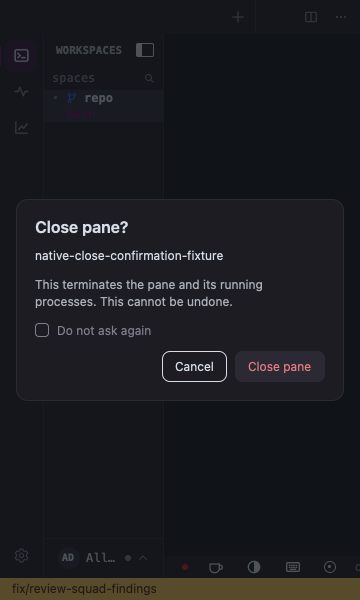 WORKSPACES
spaces
repo
Close pane?
native-close-confirmation-fixture
This terminates the pane and its running
processes. This cannot be undone.
Do not ask again
Cancel
Close pane
AD
All…
fix/review-squad-findings